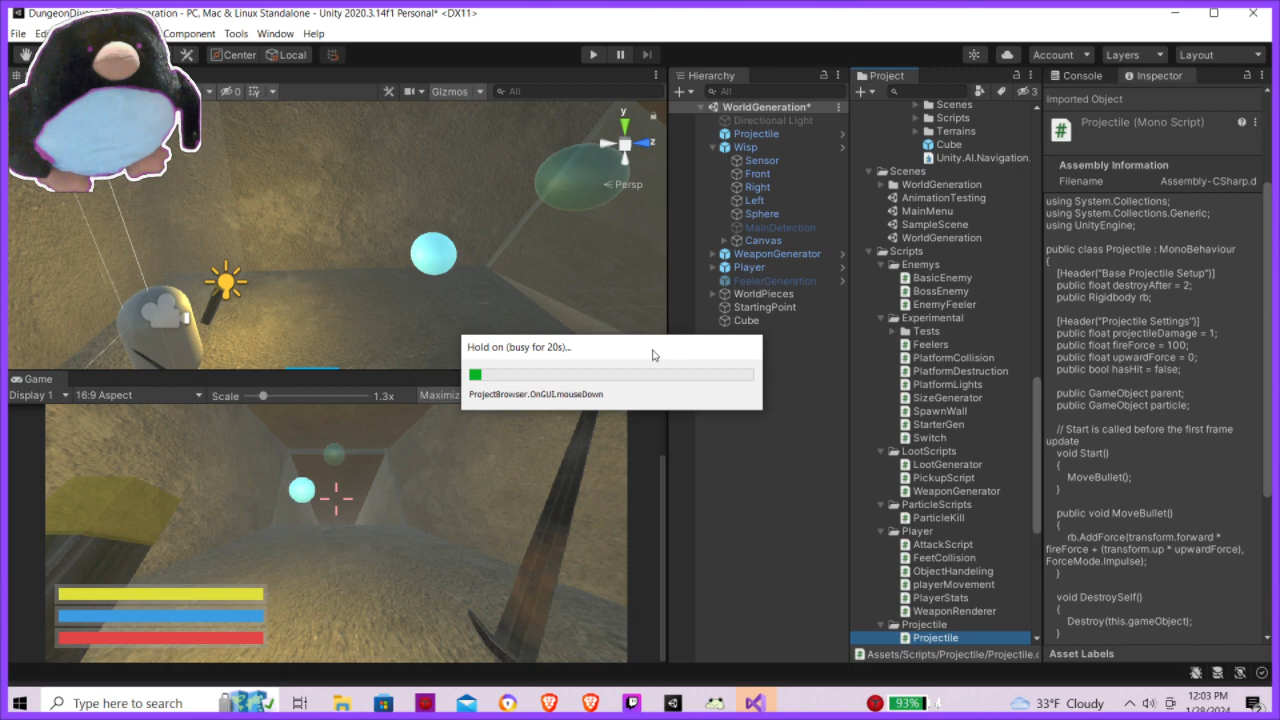 DungeonDive
eneration - PC, Mac & Linux Standalone - Unity 2020.3.14f1 Personal* <DX11>
File
Component
Tools
Window
Help
Center
Local
Account
Layers
Layout
0
Gizmos
All
y
z
Persp
Hierarchy
All
WorldGeneration*
Directional Light
Projectile
Wisp
Sensor
Front
Right
Left
Sphere
MainDetection
Canvas
WeaponGenerator
Player
FeelerGeneration
WorldPieces
StartingPoint
Cube
Project
3
Scenes
Scripts
Terrains
Cube
Unity.AI.Navigation.
Scenes
WorldGeneration
AnimationTesting
MainMenu
SampleScene
WorldGeneration
Scripts
Enemys
BasicEnemy
BossEnemy
EnemyFeeler
Experimental
Tests
Feelers
PlatformCollision
PlatformDestruction
PlatformLights
SizeGenerator
SpawnWall
StarterGen
Switch
LootScripts
LootGenerator
PickupScript
WeaponGenerator
ParticleScripts
ParticleKill
Player
AttackScript
FeetCollision
ObjectHandeling
playerMovement
PlayerStats
WeaponRenderer
Projectile
Projectile
Assets/Scripts/Projectile/Projectile.c
Console
Inspector
Imported Object
Projectile (Mono Script)
Assembly Information
Filename
Assembly-CSharp.d
using System.Collections;
using System.Collections.Generic;
using UnityEngine;
public class Projectile : MonoBehaviour
{
[Header("Base Projectile Setup")]
public float destroyAfter = 2;
public Rigidbody rb;
[Header("Projectile Settings")]
public float projectileDamage = 1;
public float fireForce = 100;
public float upwardForce = 0;
public bool hasHit = false;
public GameObject parent;
public GameObject particle;
// Start is called before the first frame
update
void Start()
{
MoveBullet();
}
public void MoveBullet()
{
rb.AddForce(transform.forward *
fireForce + (transform.up * upwardForce),
ForceMode.Impulse);
}
void DestroySelf()
{
Destroy(this.gameObject);
Asset Labels
Hold on (busy for 20s)...
ProjectBrowser.OnGUI.mouseDown
Game
Display 1
16:9 Aspect
Scale
1.3x
Maximiz
Type here to search
93%
33°F Cloudy
12:03 PM
1/28/2024